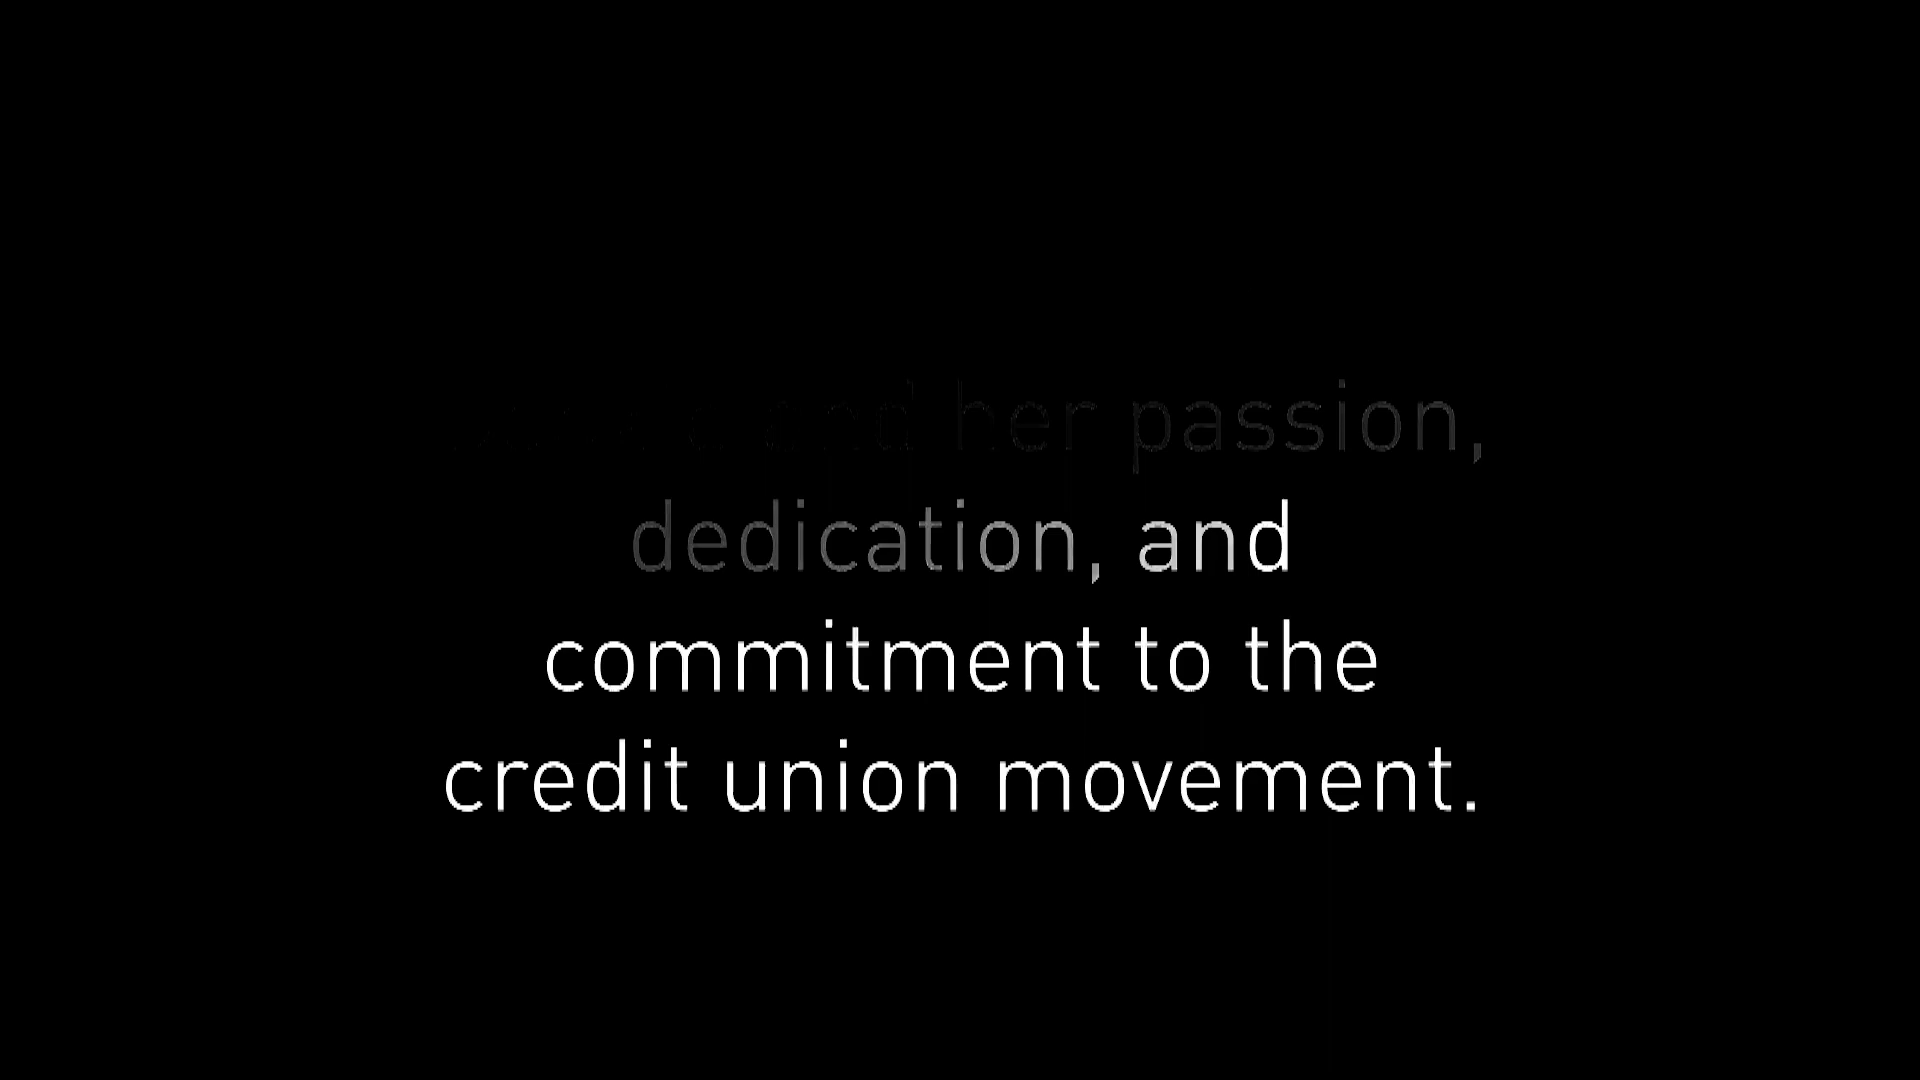 and her passion,
dedication, and
commitment to the
credit union movement.